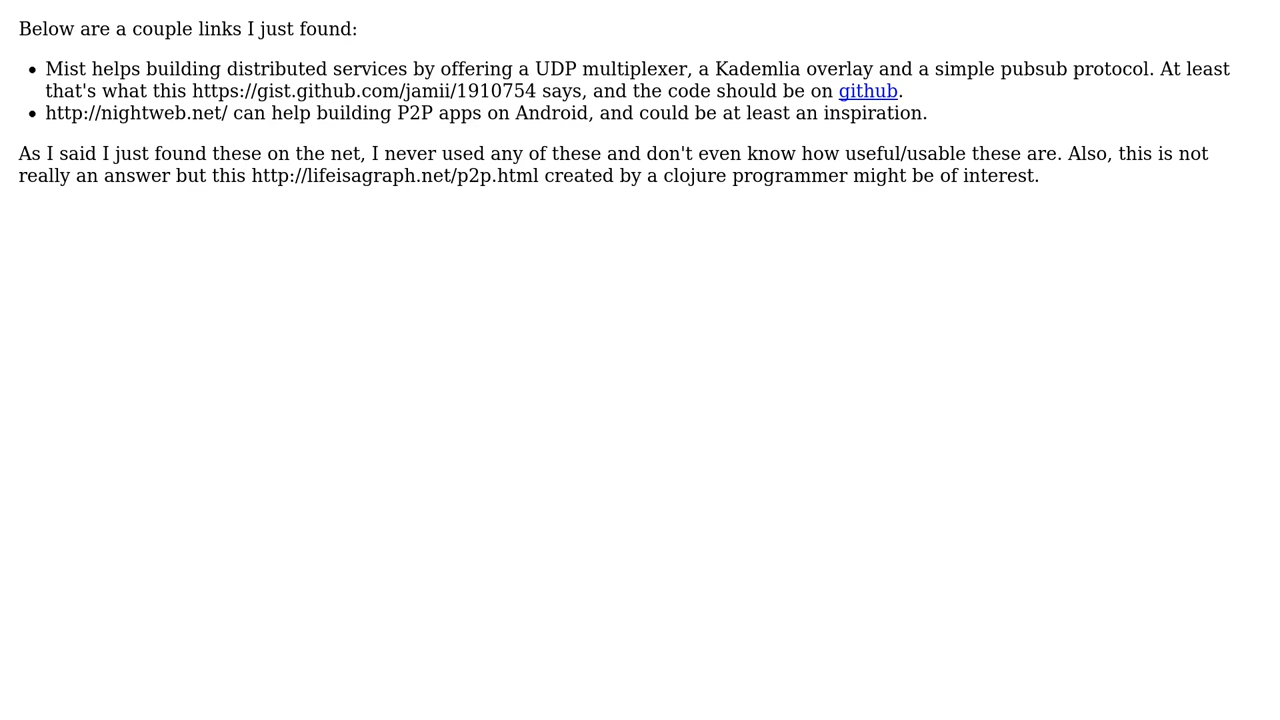 Below are a couple links I just found:
• Mist helps building distributed services by offering a UDP multiplexer, a Kademlia overlay and a simple pubsub protocol. At least
that's what this https://gist.github.com/jamii/1910754 says, and the code should be on github.
• http://nightweb.net/ can help building P2P apps on Android, and could be at least an inspiration.
As I said I just found these on the net, I never used any of these and don't even know how useful/usable these are. Also, this is not
really an answer but this http://lifeisagraph.net/p2p.html created by a clojure programmer might be of interest.